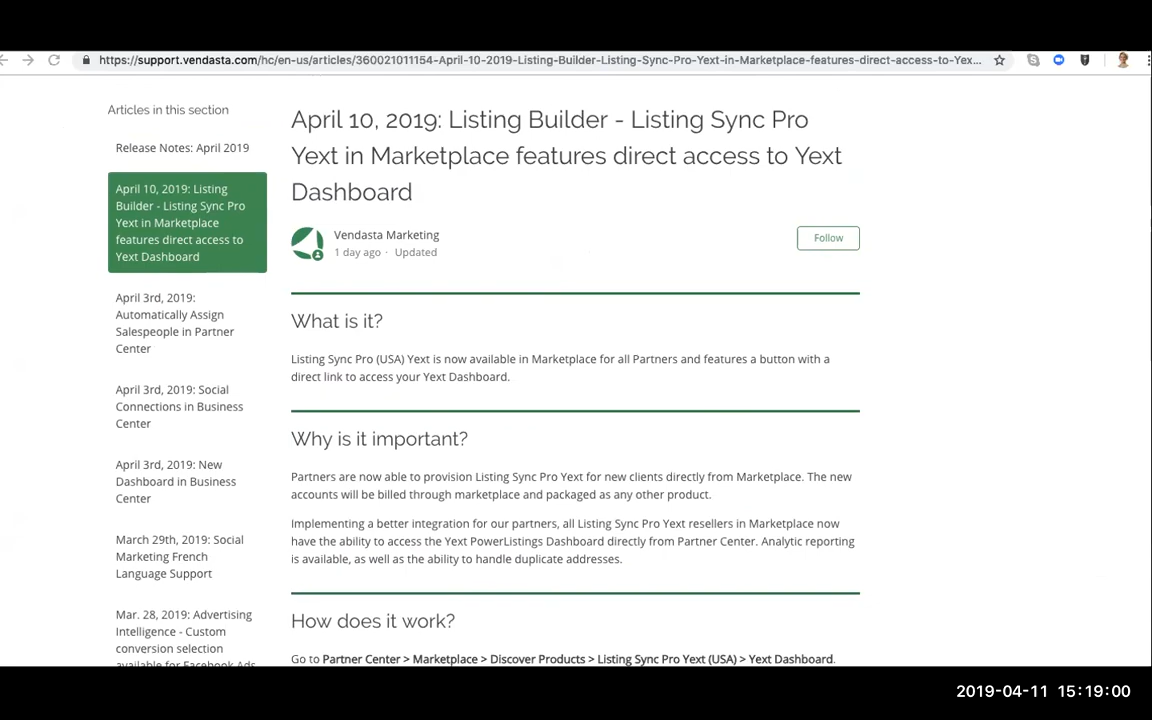 https://support.vendasta.com/hc/en-us/articles/360021011154-April-10-2019-Listing-Builder-Listing-Sync-Pro-Yext-in-Marketplace-features-direct-access-to-Yex...
Articles in this section
Release Notes: April 2019
April 10, 2019: Listing
Builder - Listing Sync Pro
Yext in Marketplace
features direct access to
Yext Dashboard
April 3rd, 2019:
Automatically Assign
Salespeople in Partner
Center
April 3rd, 2019: Social
Connections in Business
Center
April 3rd, 2019: New
Dashboard in Business
Center
March 29th, 2019: Social
Marketing French
Language Support
Mar. 28, 2019: Advertising
Intelligence - Custom
conversion selection
available for Facebook Ads
April 10, 2019: Listing Builder - Listing Sync Pro
Yext in Marketplace features direct access to Yext
Dashboard
Vendasta Marketing
1 day ago · Updated
Follow
What is it?
Listing Sync Pro (USA) Yext is now available in Marketplace for all Partners and features a button with a
direct link to access your Yext Dashboard.
Why is it important?
Partners are now able to provision Listing Sync Pro Yext for new clients directly from Marketplace. The new
accounts will be billed through marketplace and packaged as any other product.
Implementing a better integration for our partners, all Listing Sync Pro Yext resellers in Marketplace now
have the ability to access the Yext PowerListings Dashboard directly from Partner Center. Analytic reporting
is available, as well as the ability to handle duplicate addresses.
How does it work?
Go to Partner Center > Marketplace > Discover Products > Listing Sync Pro Yext (USA) > Yext Dashboard.
2019-04-11 15:19:00